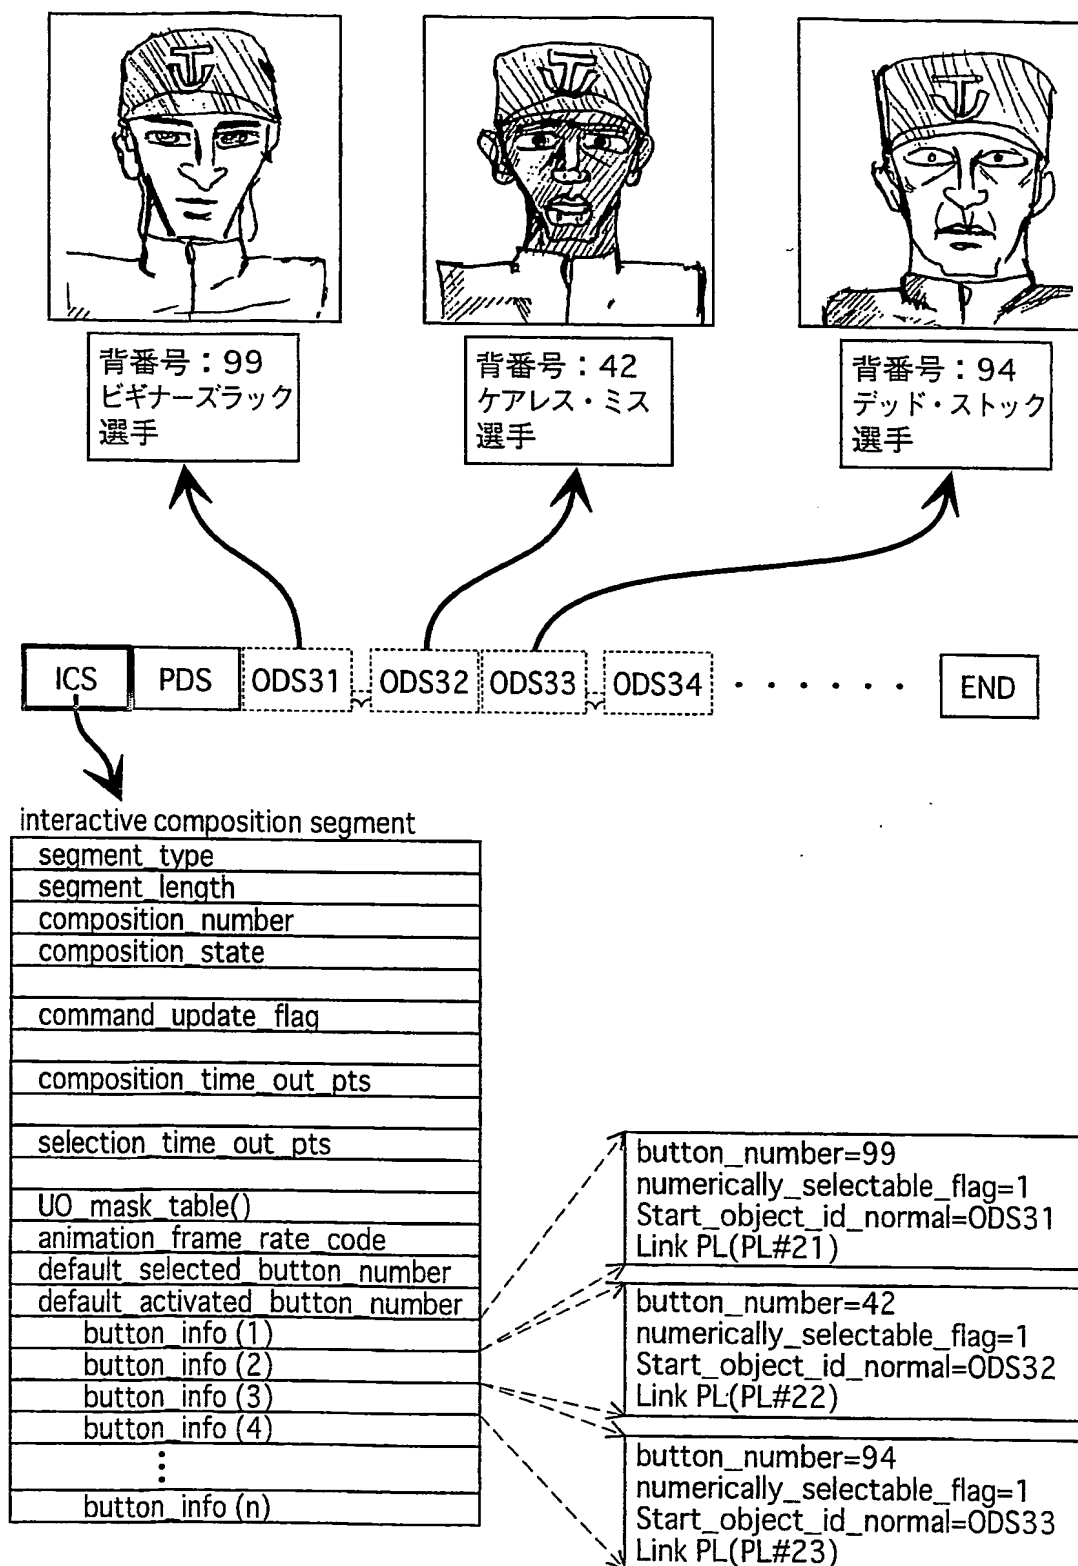 背番号：99
ビギナーズラック
選手
背番号：42
ケアレス・ミス
選手
背番号：94
デッド・ストック
選手
ICS
PDS
ODS31
ODS32
ODS33
ODS34
・・・・・・
END
interactive composition segment
segment_type
segment_length
composition_number
composition_state
command_update_flag
composition_time_out_pts
selection_time_out_pts
UO_mask_table()
animation_frame_rate_code
default_selected_button_number
default_activated_button_number
button_info (1)
button_info (2)
button_info (3)
button_info (4)
button_info (n)
button_number=99
numerically_selectable_flag=1
Start_object_id_normal=ODS31
Link PL(PL#21)
button_number=42
numerically_selectable_flag=1
Start_object_id_normal=ODS32
Link PL(PL#22)
button_number=94
numerically_selectable_flag=1
Start_object_id_normal=ODS33
Link PL(PL#23)